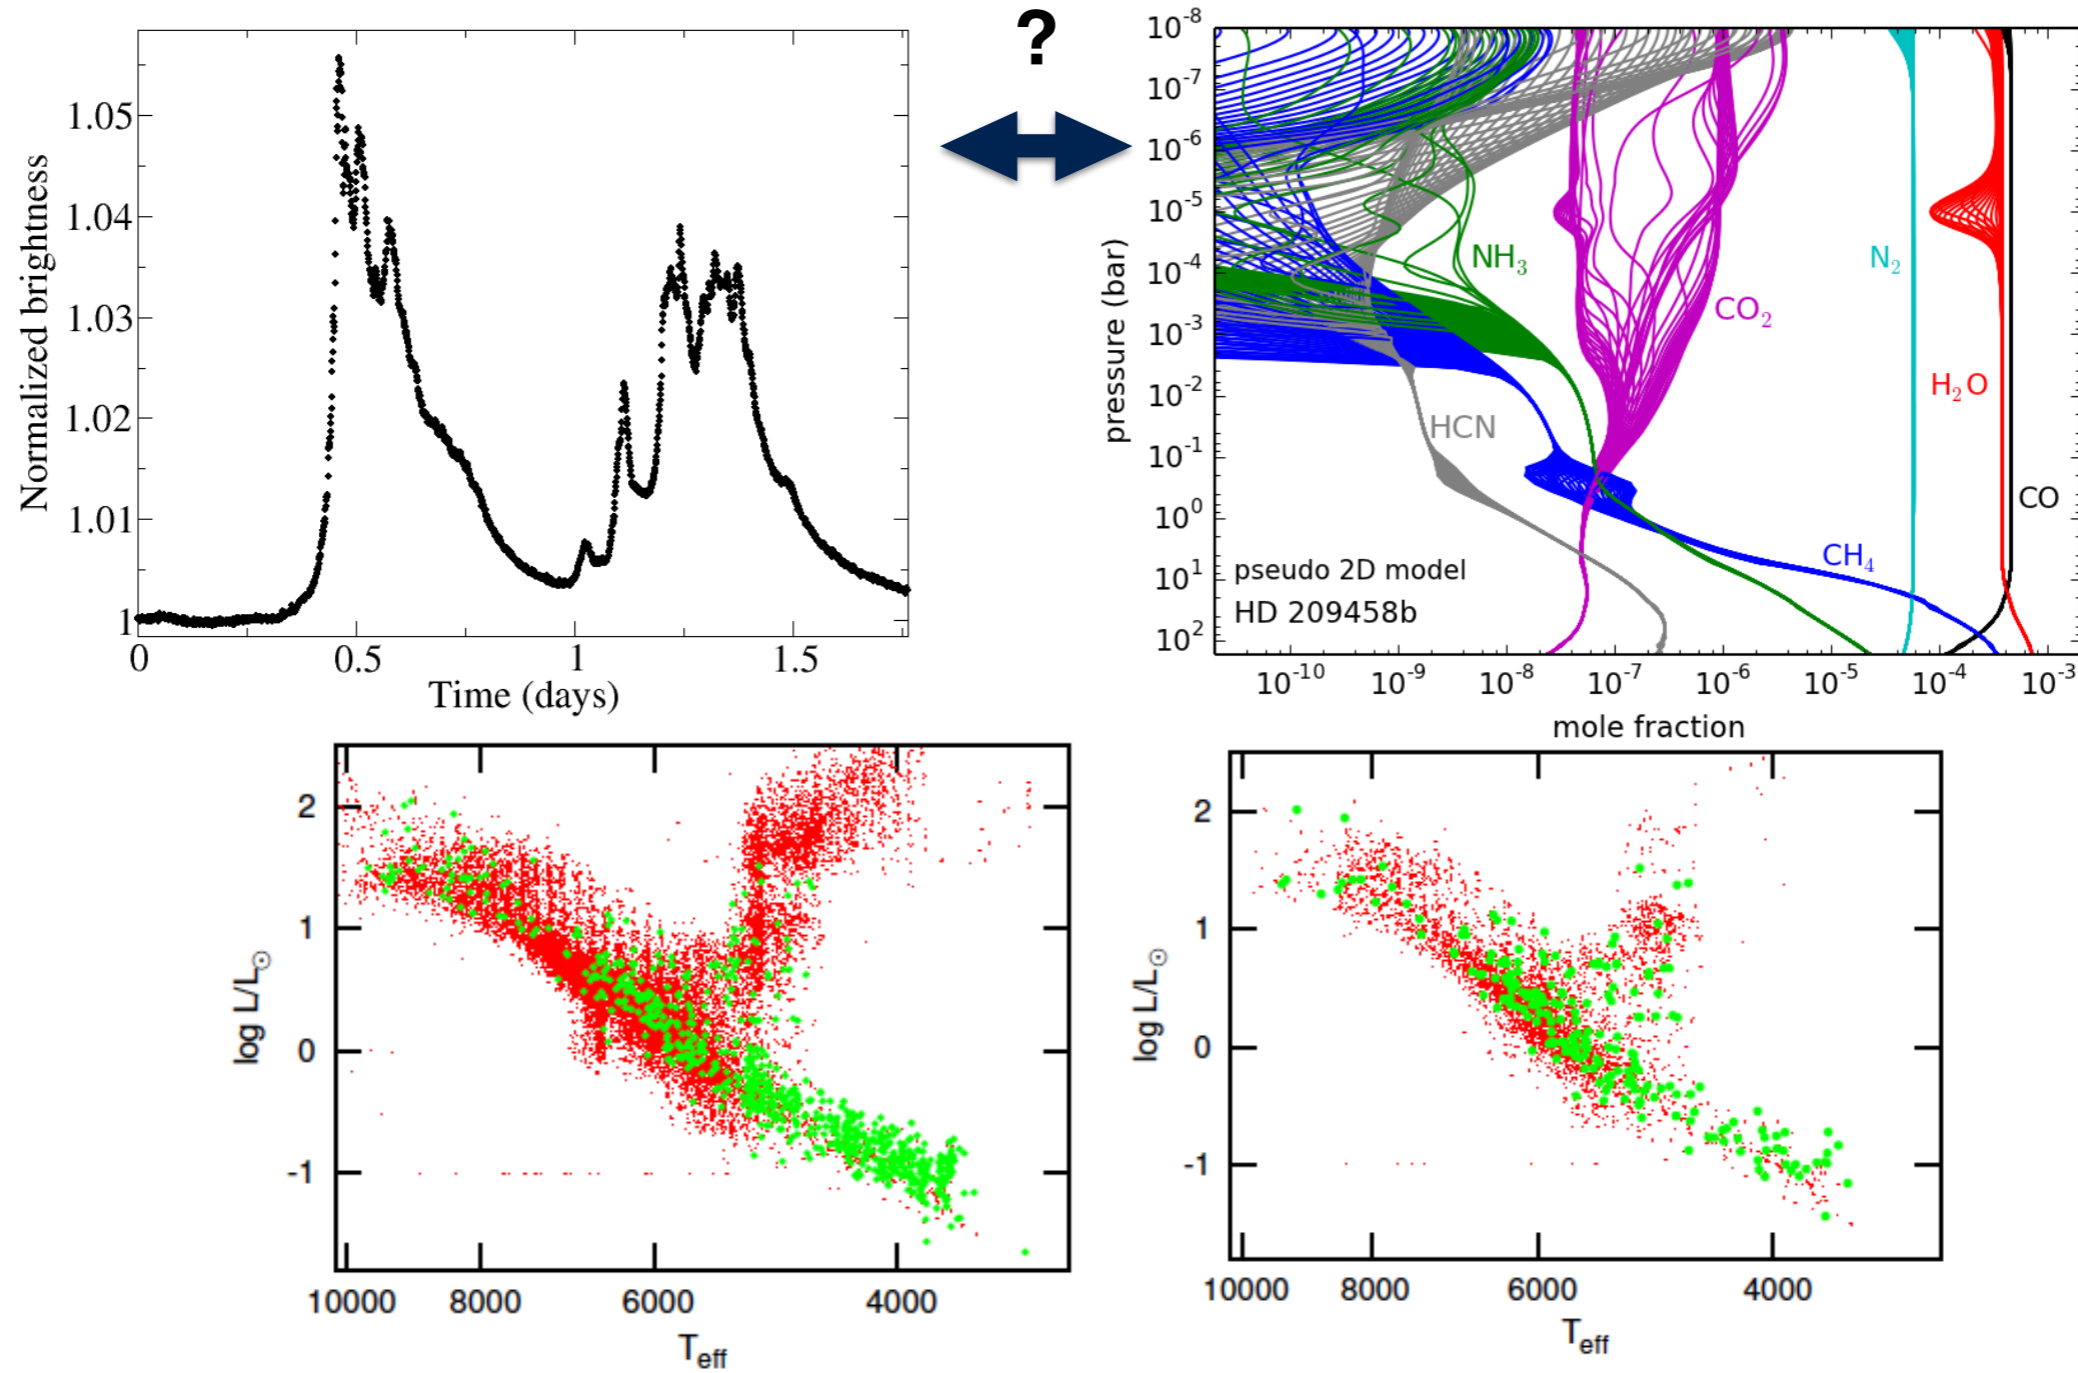 ?
Normalized brightness
1.05
1.04
1.03
1.02
1.01
1
0
0.5
1
1.5
Time (days)
pressure (bar)
10⁻⁸
10⁻⁷
10⁻⁶
10⁻⁵
10⁻⁴
10⁻³
10⁻²
10⁻¹
10⁰
10¹
10²
NH₃
CO₂
N₂
H₂O
HCN
CO
CH₄
pseudo 2D model
HD 209458b
10⁻¹⁰
10⁻⁹
10⁻⁸
10⁻⁷
10⁻⁶
10⁻⁵
10⁻⁴
10⁻³
mole fraction
log L/L☉
2
1
0
-1
10000
8000
6000
4000
Teff
log L/L☉
2
1
0
-1
10000
8000
6000
4000
Teff